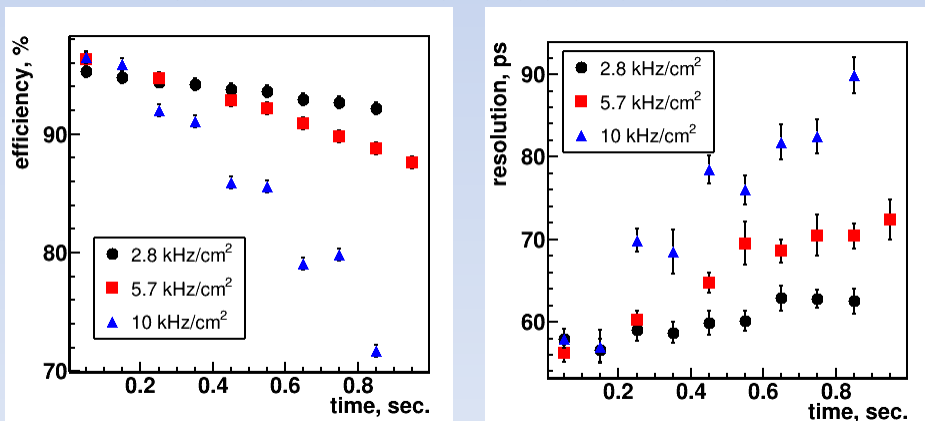 efficiency, %
90
80
70
2.8 kHz/cm²
5.7 kHz/cm²
10 kHz/cm²
0.2 0.4 0.6 0.8
time, sec.
resolution, ps
90
80
70
60
2.8 kHz/cm²
5.7 kHz/cm²
10 kHz/cm²
0.2 0.4 0.6 0.8
time, sec.